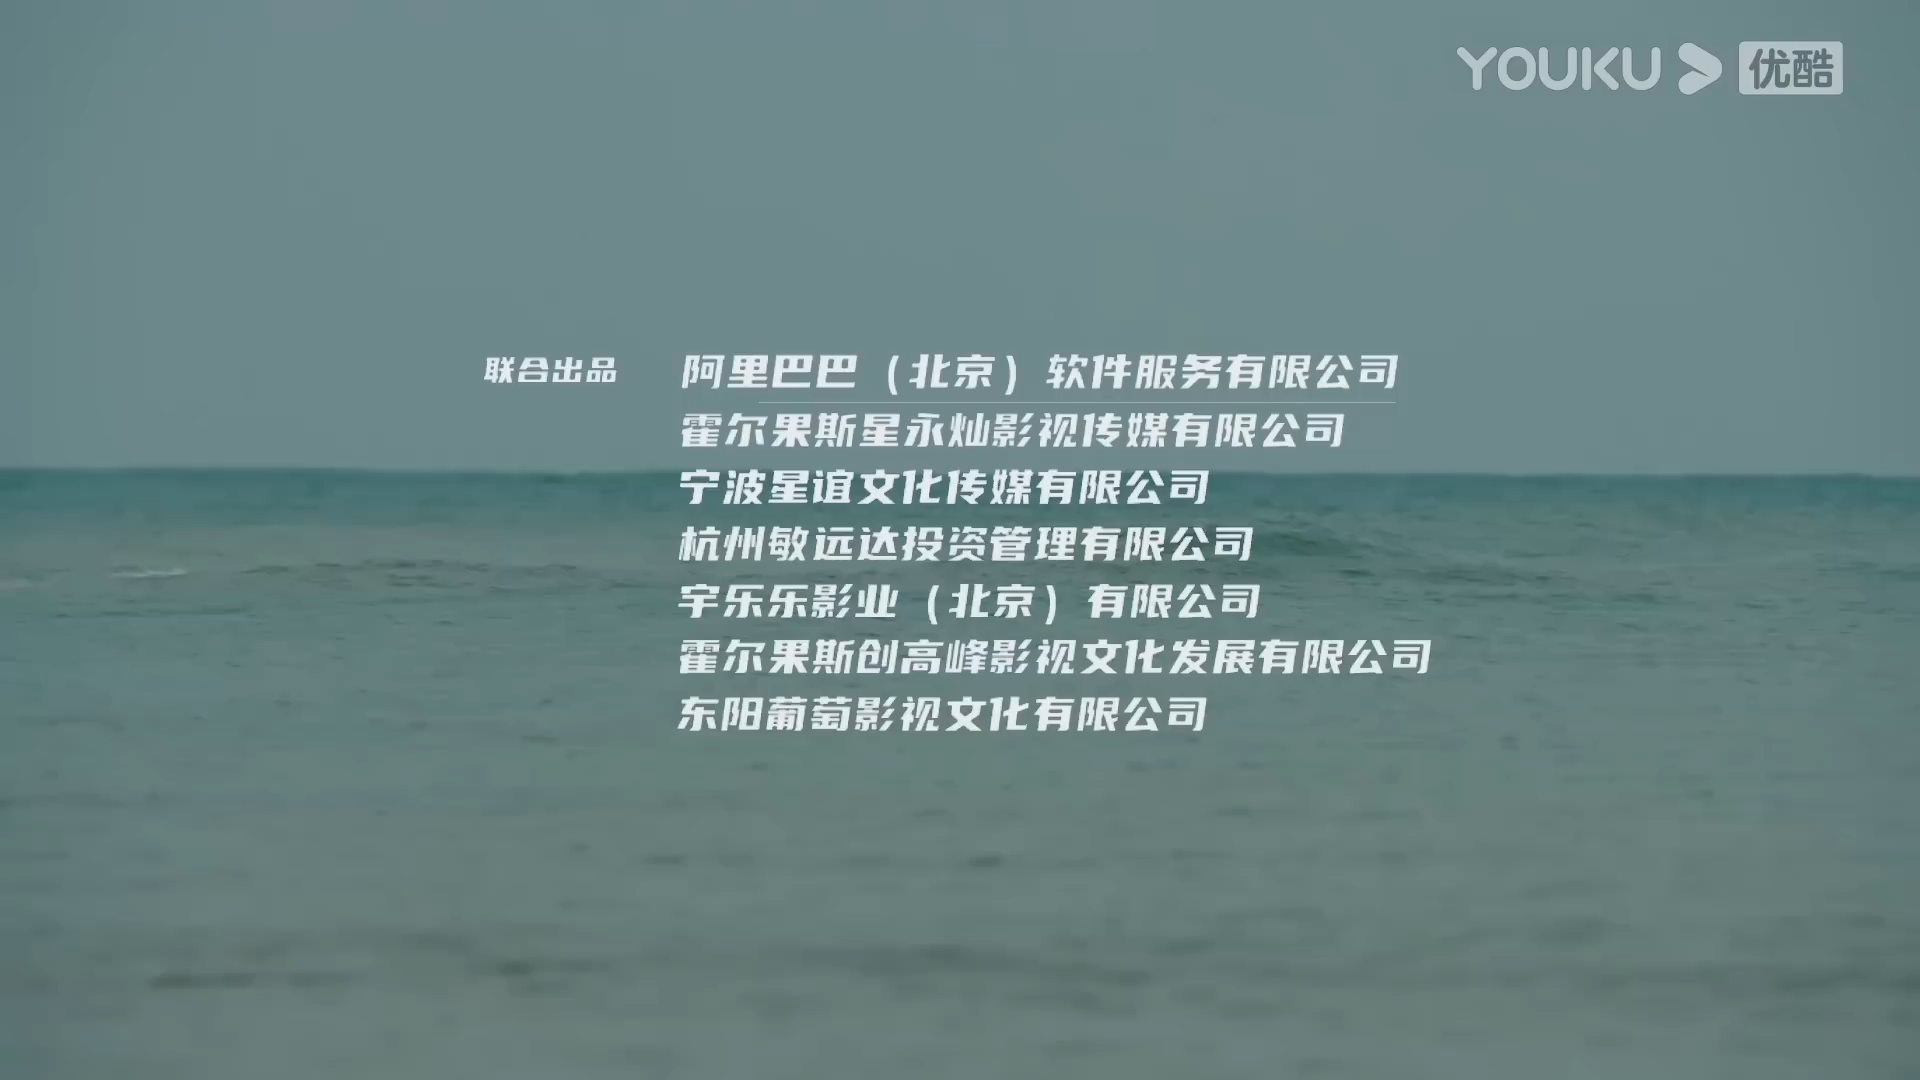 YOUKU 优酷
联合出品 阿里巴巴（北京）软件服务有限公司
霍尔果斯星永灿影视传媒有限公司
宁波星谊文化传媒有限公司
杭州敏远达投资管理有限公司
宇乐乐影业（北京）有限公司
霍尔果斯创高峰影视文化发展有限公司
东阳葡萄影视文化有限公司